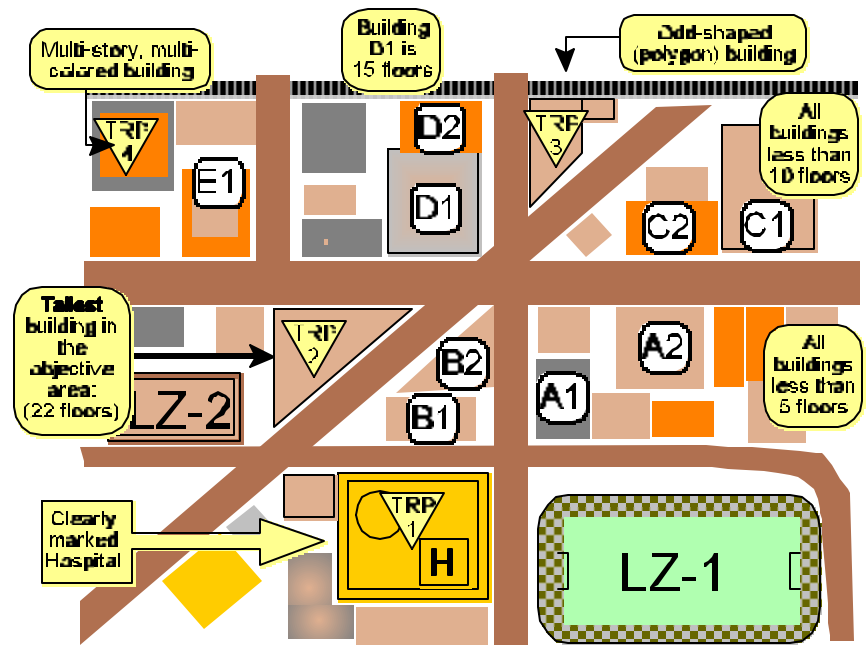 Multi-story, multi-
colored building
Building
D1 is
15 floors
Odd-shaped
(polygon) building
All
buildings
less than
10 floors
TRP
4
E1
D2
D1
TRP
3
C2
C1
Tallest
building in
the
objective
area:
(22 floors)
TRP
2
LZ-2
B2
B1
A1
A2
All
buildings
less than
5 floors
Clearly
marked
Hospital
TRP
1
H
LZ-1